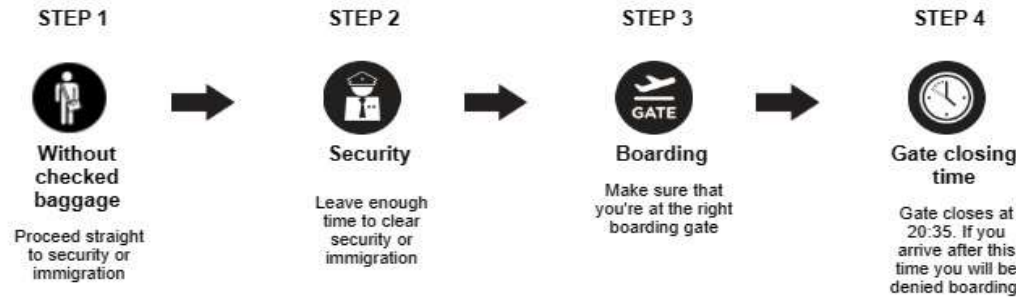 STEP 1
STEP 2
STEP 3
STEP 4
GATE
Without
checked
baggage
Proceed straight
to security or
immigration
Security
Leave enough
time to clear
security or
immigration
Boarding
Make sure that
you're at the right
boarding gate
Gate closing
time
Gate closes at
20:35. If you
arrive after this
time you will be
denied boarding